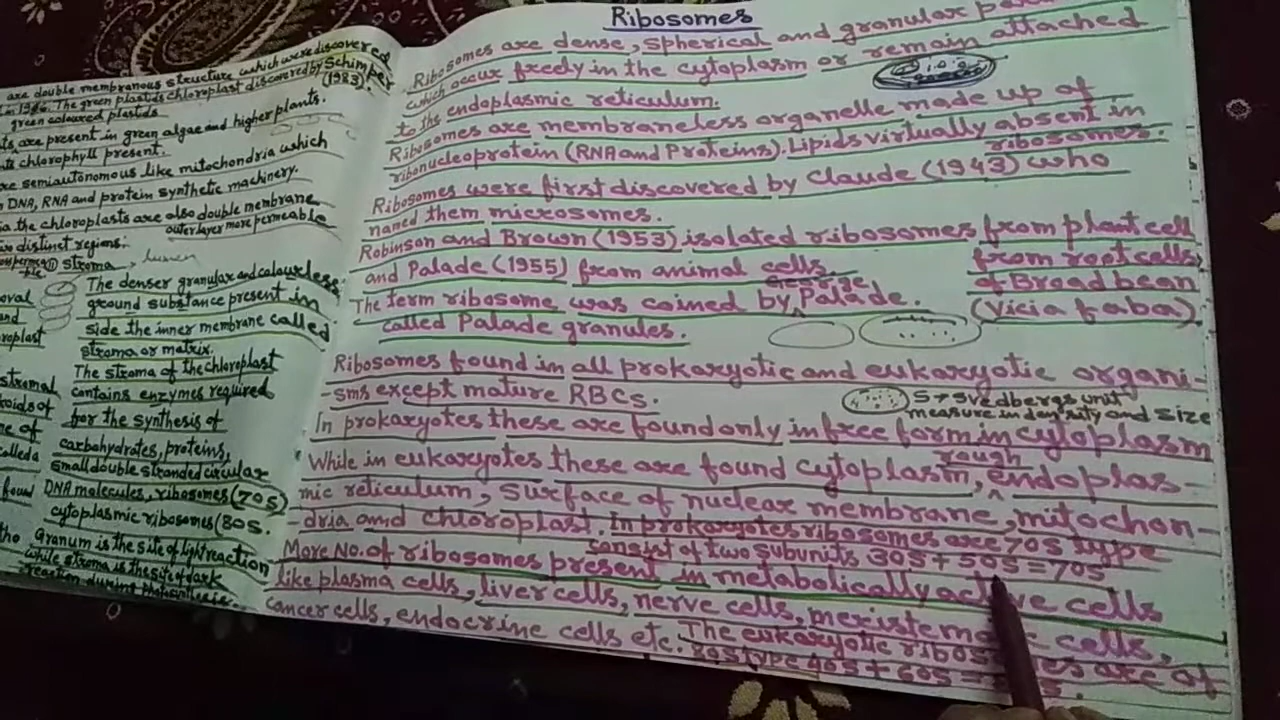 are double membranous structure which were discovered
The green plastids chloroplast discovered by Schimper
green coloured plastids (1983).
are present in green algae and higher plants.
chlorophyll present.
semiautonomous like mitochondria which
DNA, RNA and protein synthetic machinery.
the chloroplasts are also double membrane
outer layer more permeable
distinct regions.
stroma
The denser granular and colourless
ground substance present in
side the inner membrane called
stroma or matrix.
The stroma of the chloroplast
stromal contains enzymes required
for the synthesis of
carbohydrates, proteins,
small double stranded circular
found DNA molecules, ribosomes (70S)
cytoplasmic ribosomes (80S.
Granum is the site of light reaction
while stroma is the site of dark
reaction during photosynthesis.
Ribosomes
Ribosomes are dense, spherical and granular
which occur freely in the cytoplasm or remain attached
to the endoplasmic reticulum.
Ribosomes are membraneless organelle made up of
ribonucleoprotein (RNA and Proteins). Lipids virtually absent in
ribosomes.
Ribosomes were first discovered by Claude (1943) who
named them microsomes.
Robinson and Brown (1953) isolated ribosomes from plant cell
and Palade (1955) from animal cells. from root cells,
of Broad bean
The term ribosome was coined by ^ George Palade. (Vicia faba)
called Palade granules.
Ribosomes found in all prokaryotic and eukaryotic organi-
-sms except mature RBCs.
S → Svedbergs unit
measure in density and size
In prokaryotes these are found only in free form in cytoplasm
While in eukaryotes these are found cytoplasm, ^ rough endoplas-
mic reticulum, surface of nuclear membrane, mitochon-
dria and chloroplast. In prokaryotes ribosomes are 70S type
consist of two subunits 30S + 50S = 70S
More No. of ribosomes present in metabolically active cells
like plasma cells, liver cells, nerve cells, cells,
cancer cells, endocrine cells etc. The eukaryotic are of
80S type 40S + 60S =